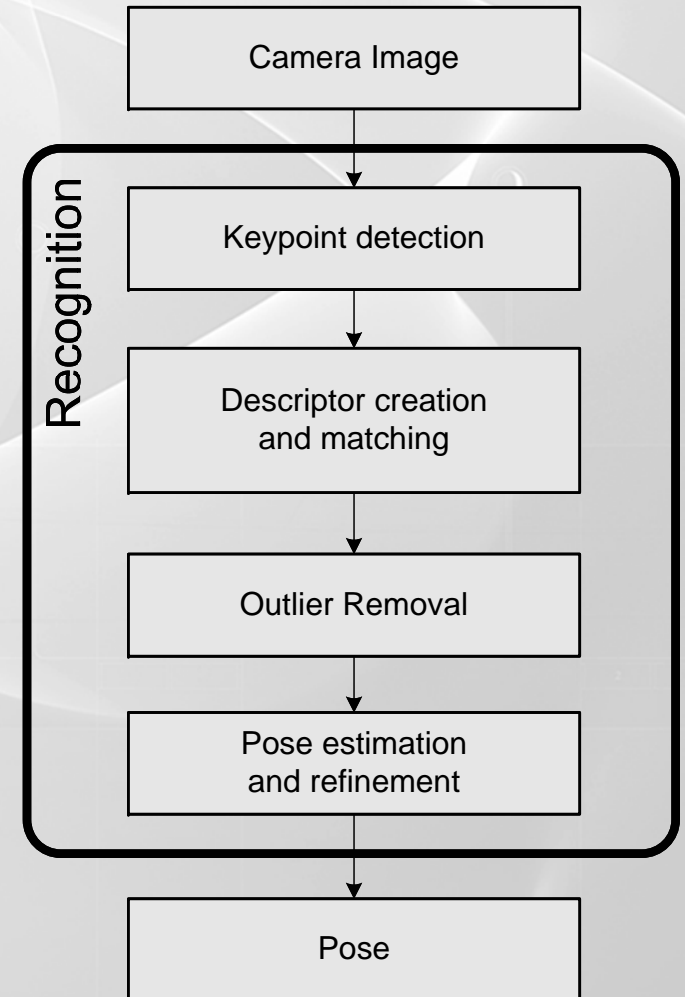 Camera Image
Recognition
Keypoint detection
Descriptor creation
and matching
Outlier Removal
Pose estimation
and refinement
Pose